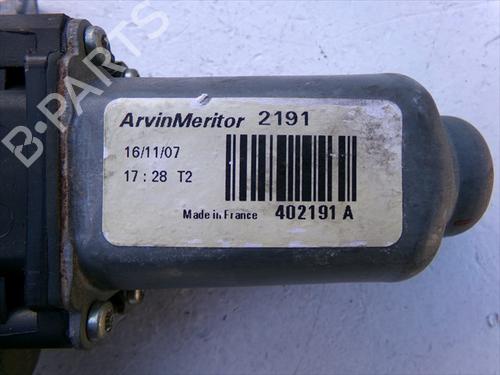 B-PARTS
ArvinMeritor 2191
16/11/07
17 : 28 T2
Made in France 402191 A